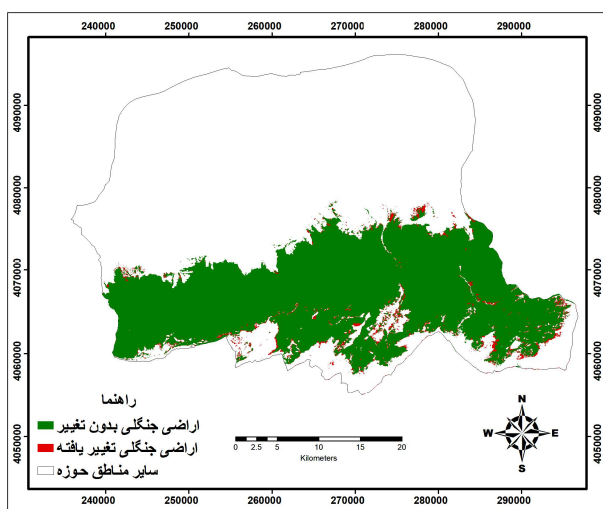 240000 250000 260000 270000 280000 290000
4090000 4090000
4080000 4080000
4070000 4070000
4060000 4060000
4050000 4050000
راهنما
اراضی جنگلی بدون تغییر
اراضی جنگلی تغییر یافته
سایر مناطق حوزه
0 2.5 5 10 15 20
Kilometers
N
W E
S
240000 250000 260000 270000 280000 290000